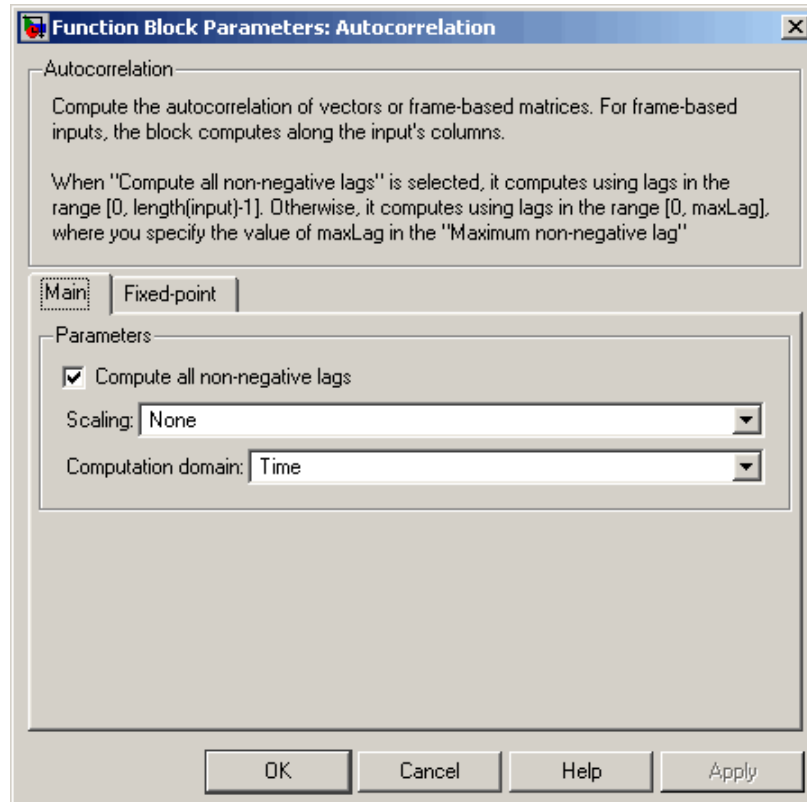 Function Block Parameters: Autocorrelation
Autocorrelation
Compute the autocorrelation of vectors or frame-based matrices. For frame-based
inputs, the block computes along the input's columns.
When "Compute all non-negative lags" is selected, it computes using lags in the
range [0, length(input)-1]. Otherwise, it computes using lags in the range [0, maxLag],
where you specify the value of maxLag in the "Maximum non-negative lag"
Main Fixed-point
Parameters
Compute all non-negative lags
Scaling: None
Computation domain: Time
OK Cancel Help Apply